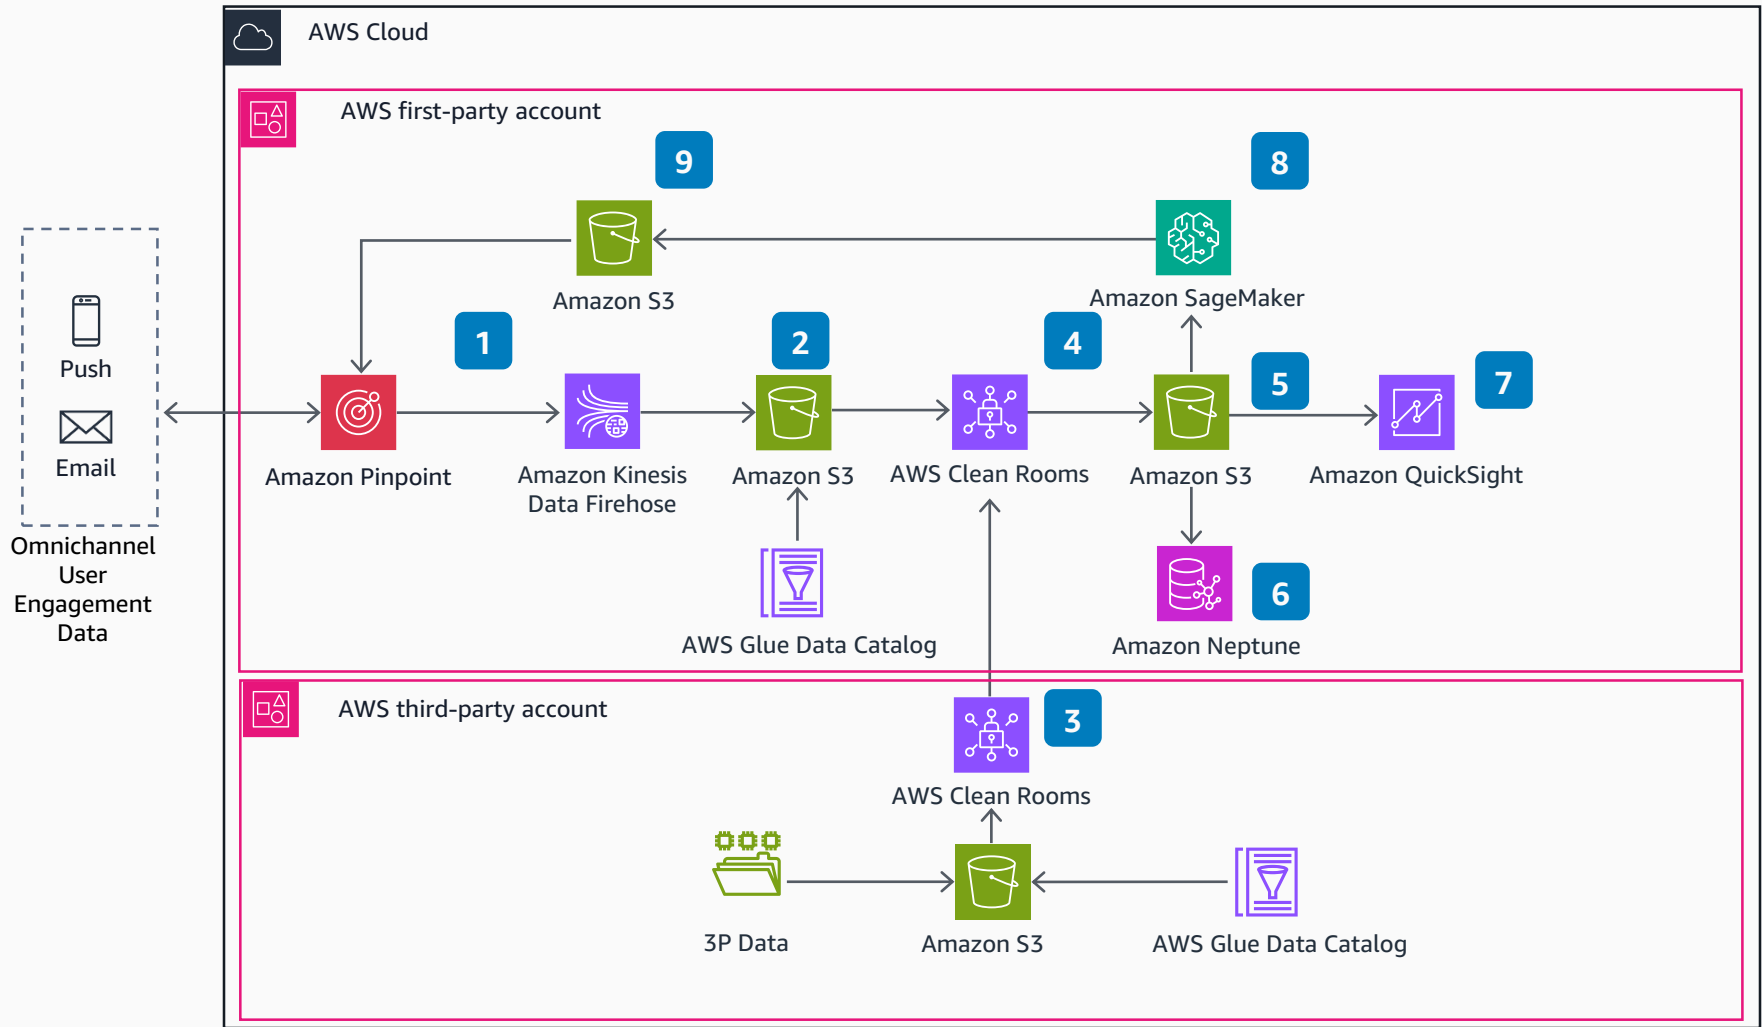 AWS Cloud
AWS first-party account
9
8
Amazon S3
Amazon SageMaker
Push
Email
Omnichannel
User
Engagement
Data
1
2
4
5
7
Amazon Pinpoint
Amazon Kinesis
Data Firehose
Amazon S3
AWS Clean Rooms
Amazon S3
Amazon QuickSight
AWS Glue Data Catalog
6
Amazon Neptune
AWS third-party account
3
AWS Clean Rooms
3P Data
Amazon S3
AWS Glue Data Catalog